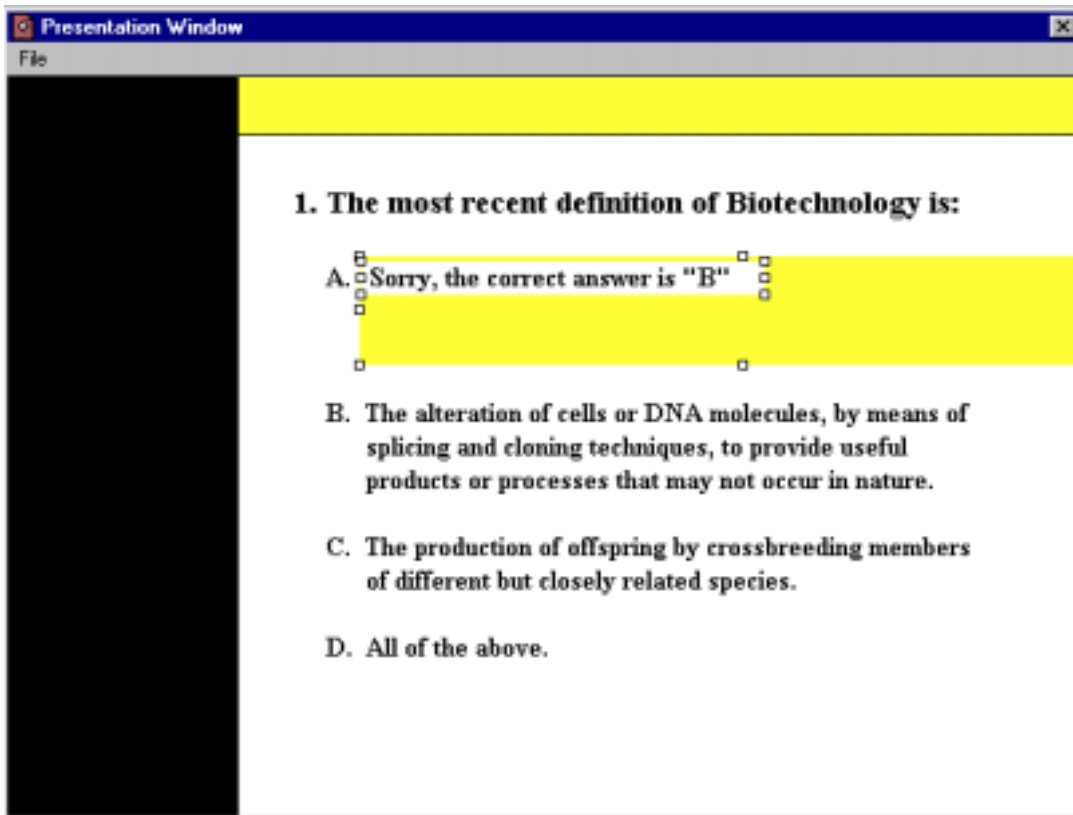 Presentation Window
File
1. The most recent definition of Biotechnology is:
A. Sorry, the correct answer is "B"
B. The alteration of cells or DNA molecules, by means of
splicing and cloning techniques, to provide useful
products or processes that may not occur in nature.
C. The production of offspring by crossbreeding members
of different but closely related species.
D. All of the above.